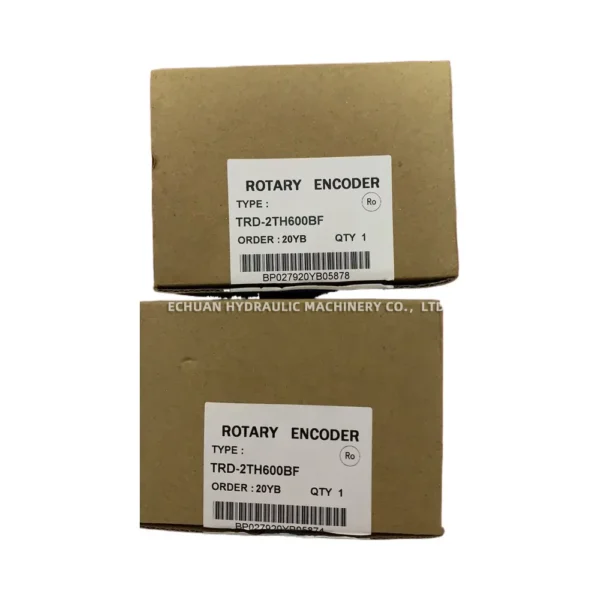 ROTARY ENCODER
TYPE :
Ro
TRD-2TH600BF
ORDER : 20YB QTY 1
BP027920YB05878
ECHUAN HYDRAULIC MACHINERY CO., LTD
ROTARY ENCODER
TYPE :
Ro
TRD-2TH600BF
ORDER : 20YB QTY 1
BP027920YB05874